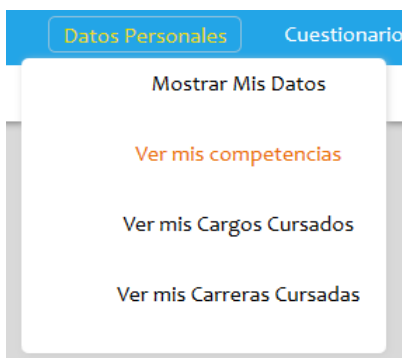 Datos Personales Cuestionario
Mostrar Mis Datos
Ver mis competencias
Ver mis Cargos Cursados
Ver mis Carreras Cursadas